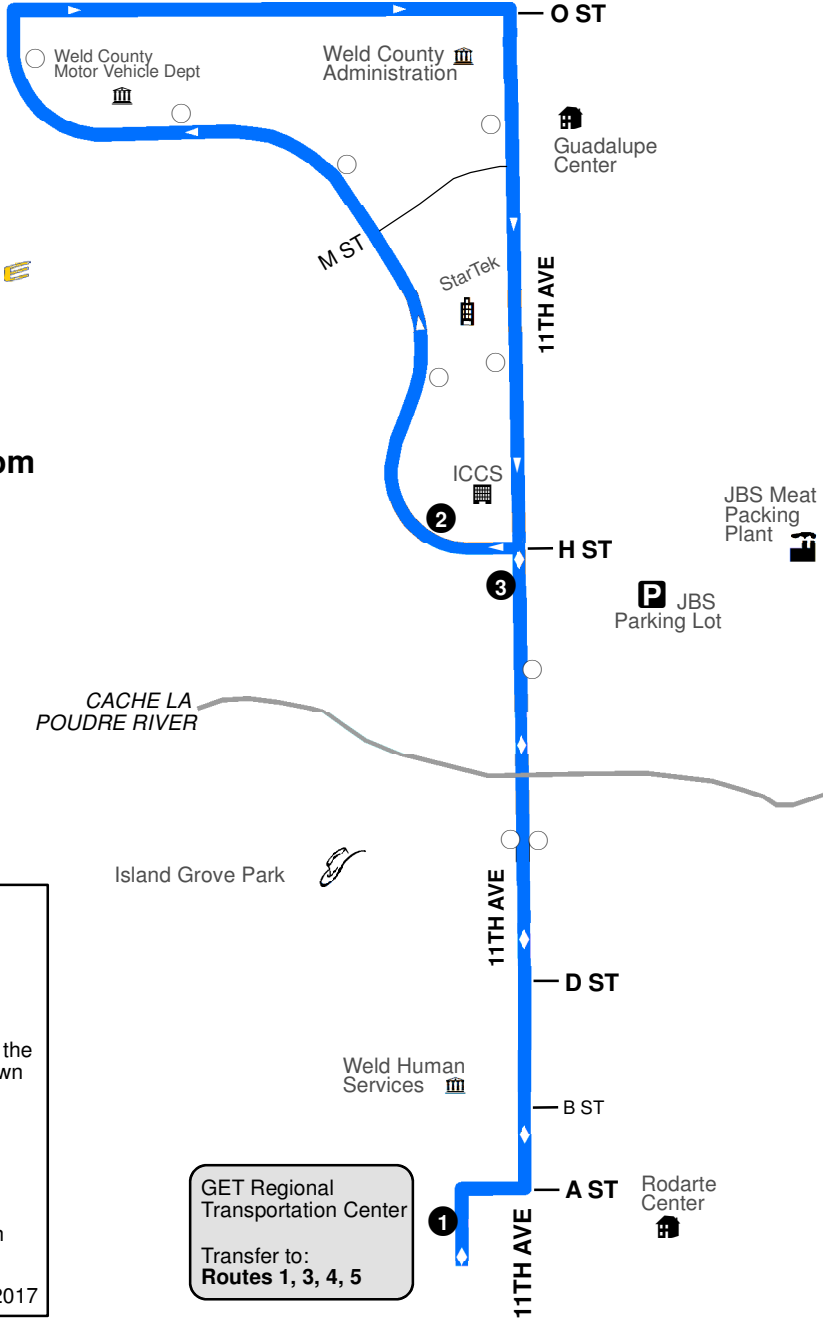 O ST
Weld County
Motor Vehicle Dept
Weld County
Administration
Guadalupe
Center
M ST
StarTek
11TH AVE
E
om
ICCS
2
H ST
3
JBS Meat
Packing
Plant
P JBS
Parking Lot
CACHE LA
POUDRE RIVER
Island Grove Park
11TH AVE
D ST
the
wn
Weld Human
Services
B ST
GET Regional
Transportation Center
Transfer to:
Routes 1, 3, 4, 5
1
A ST
Rodarte
Center
11TH AVE
2017